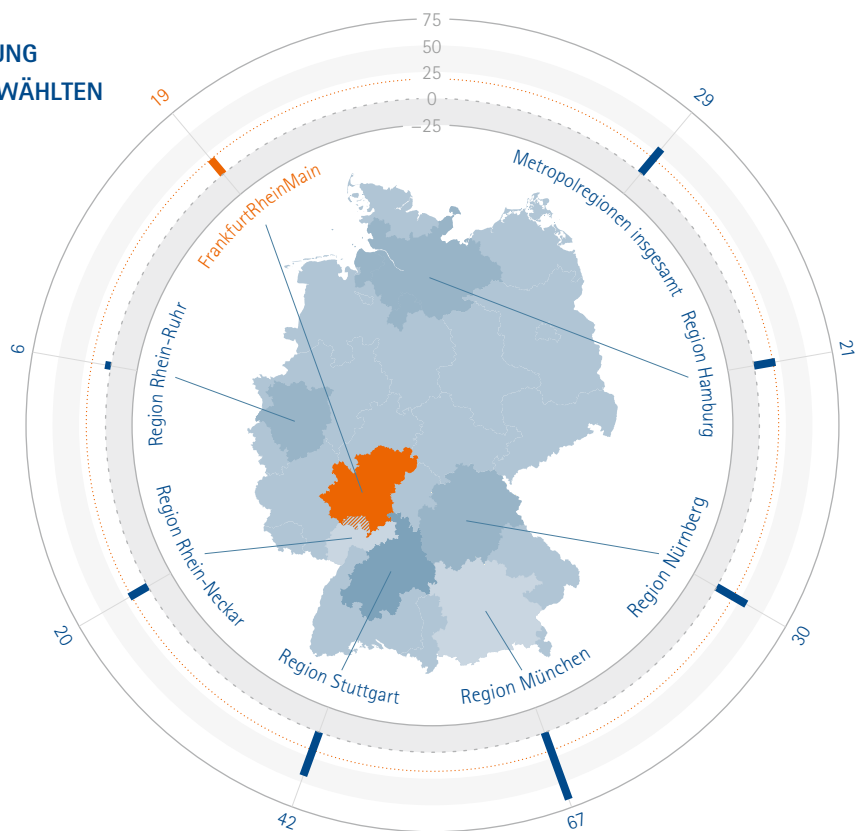 UNG
WÄHLTEN
75
50
25
0
−25
19
FrankfurtRheinMain
29
Metropolregionen insgesamt
6
Region Rhein-Ruhr
21
Region Hamburg
20
Region Rhein-Neckar
30
Region Nürnberg
42
Region Stuttgart
67
Region München